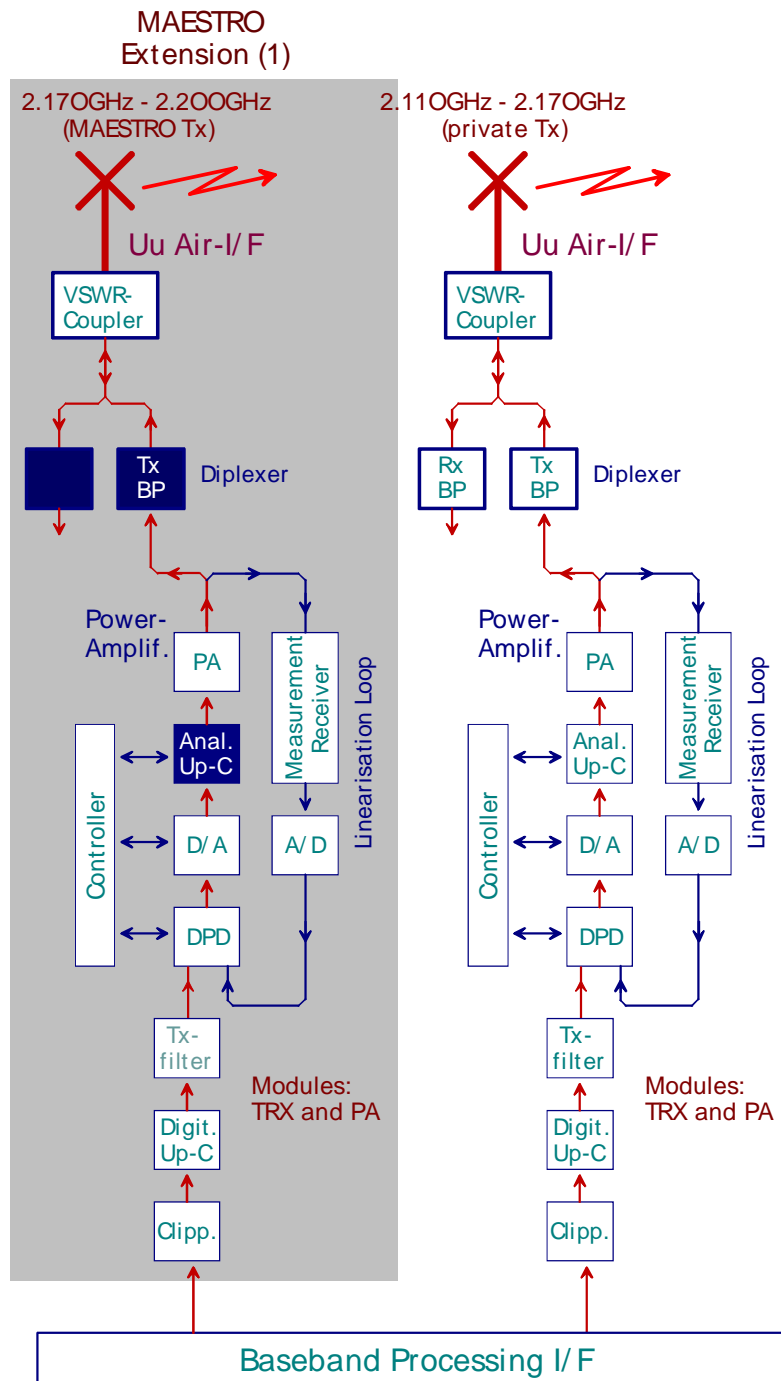 MAESTRO
Extension (1)
2.17OGHz - 2.2OOGHz
(MAESTRO Tx)
Uu Air-I/F
VSWR-
Coupler
Tx
BP
Diplexer
Power-
Amplif.
PA
Measurement
Receiver
Linearisation Loop
Anal.
Up-C
Controller
D/A
A/D
DPD
Tx-
filter
Modules:
TRX and PA
Digit.
Up-C
Clipp.
2.11OGHz - 2.17OGHz
(private Tx)
Uu Air-I/F
VSWR-
Coupler
Rx
BP
Tx
BP
Diplexer
Power-
Amplif.
PA
Measurement
Receiver
Linearisation Loop
Anal.
Up-C
Controller
D/A
A/D
DPD
Tx-
filter
Modules:
TRX and PA
Digit.
Up-C
Clipp.
Baseband Processing I/F